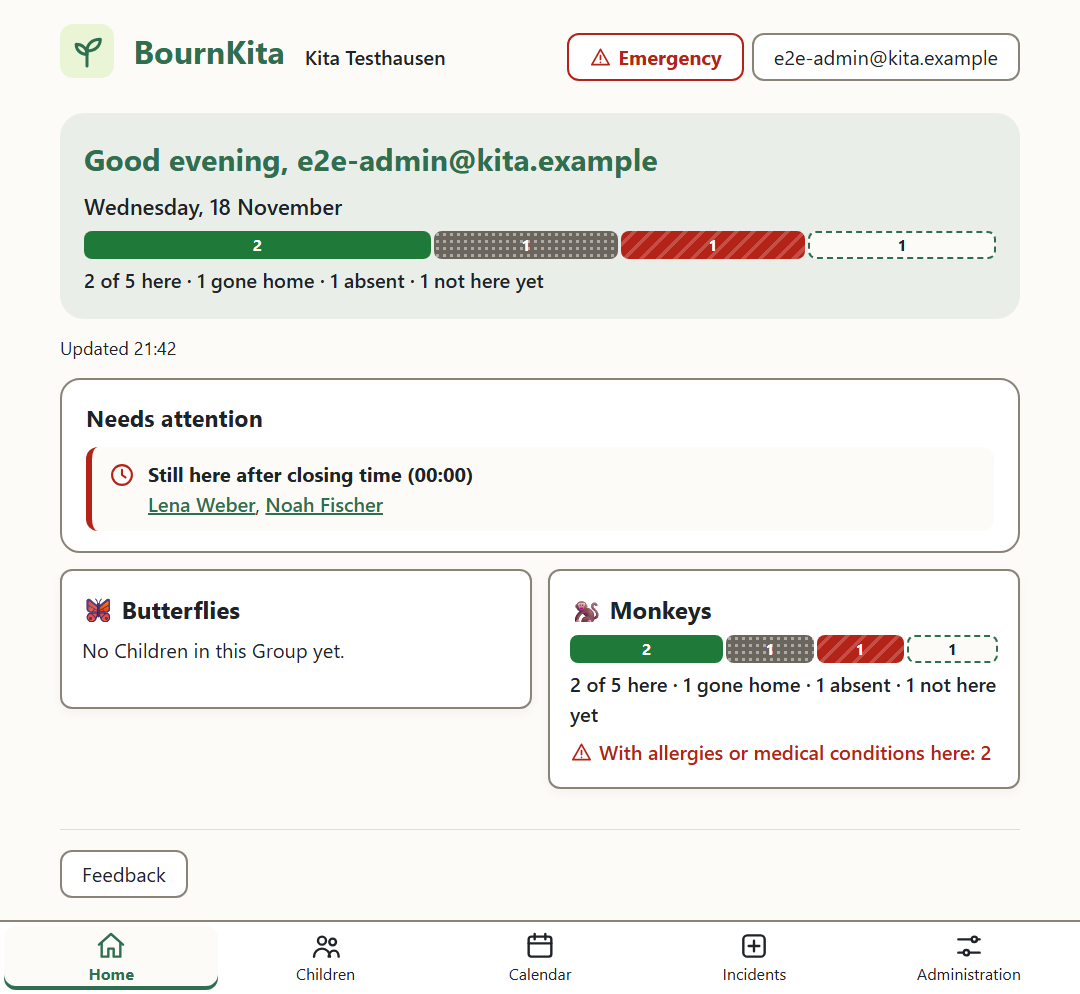 BournKita
Kita Testhausen
Emergency
e2e-admin@kita.example
Good evening, e2e-admin@kita.example
Wednesday, 18 November
2 1 1 1
2 of 5 here · 1 gone home · 1 absent · 1 not here yet
Updated 21:42
Needs attention
Still here after closing time (00:00)
Lena Weber, Noah Fischer
Butterflies
No Children in this Group yet.
Monkeys
2 1 1 1
2 of 5 here · 1 gone home · 1 absent · 1 not here
yet
With allergies or medical conditions here: 2
Feedback
Home
Children
Calendar
Incidents
Administration